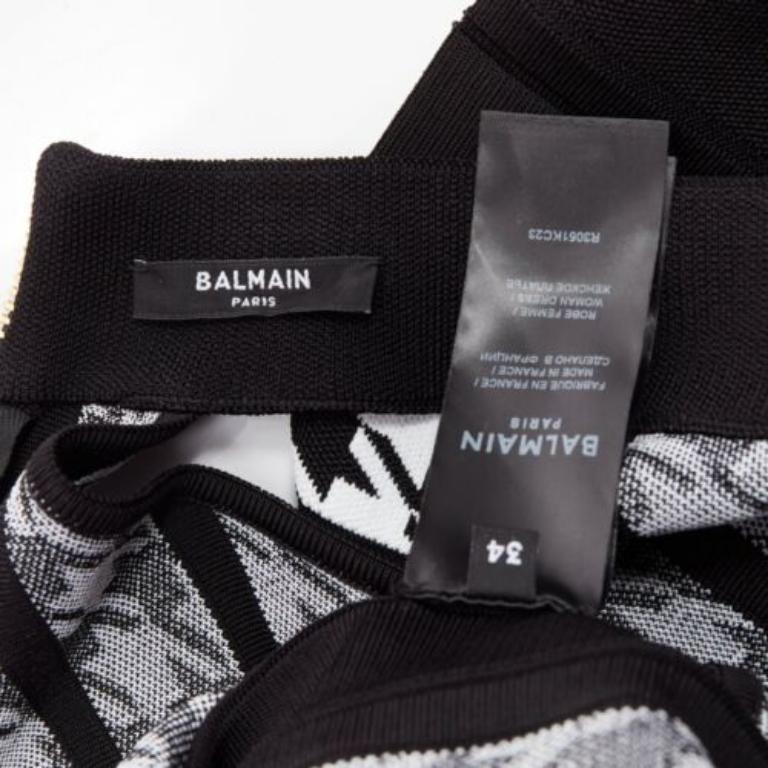 BALMAIN
PARIS
34
BALMAIN
PARIS
FABRIQUE EN FRANCE /
MADE IN FRANCE /
СДЕЛАНО В ФРАНЦИИ
ROBE FEMME /
WOMAN DRESS /
ЖЕНСКОЕ ПЛАТЬЕ
R3061KC23